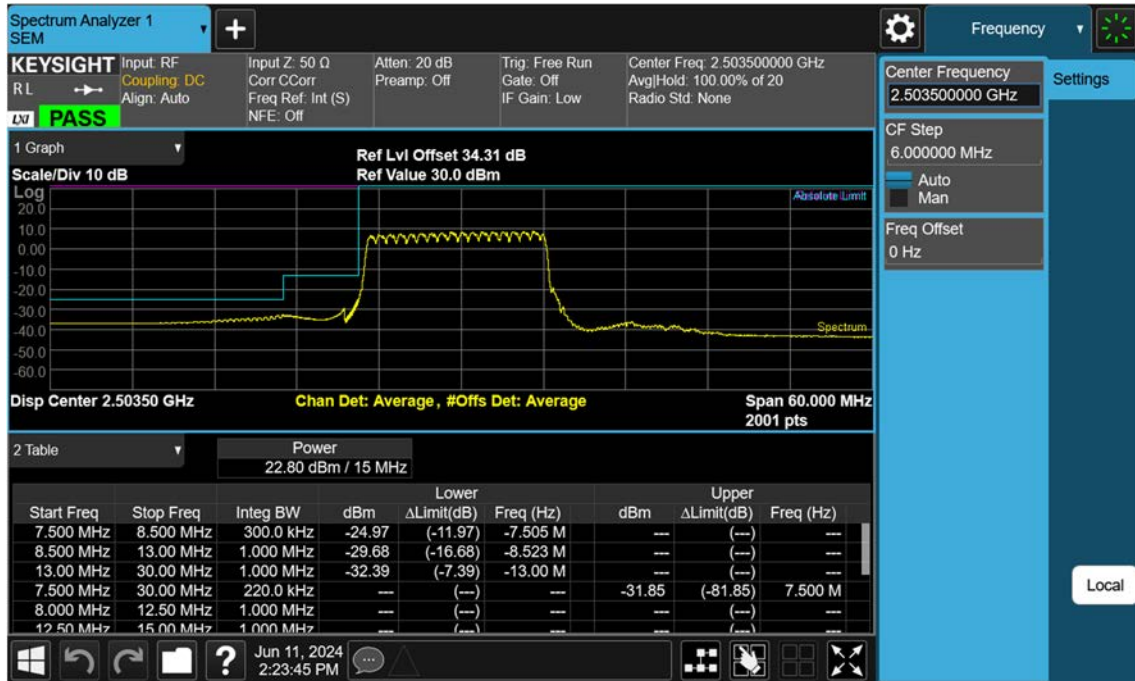 Spectrum Analyzer 1
SEM
Frequency
KEYSIGHT
RL
LXI PASS
Input: RF
Coupling: DC
Align: Auto
Input Z: 50 Ω
Corr CCorr
Freq Ref: Int (S)
NFE: Off
Atten: 20 dB
Preamp: Off
Trig: Free Run
Gate: Off
IF Gain: Low
Center Freq: 2.503500000 GHz
Avg|Hold: 100.00% of 20
Radio Std: None
Center Frequency
2.503500000 GHz
Settings
CF Step
6.000000 MHz
Auto
Man
Freq Offset
0 Hz
Local
1 Graph
Ref Lvl Offset 34.31 dB
Scale/Div 10 dB
Ref Value 30.0 dBm
Log
Absolute Limit
20.0
10.0
0.00
-10.0
-20.0
-30.0
-40.0
-50.0
-60.0
Spectrum
Disp Center 2.50350 GHz
Chan Det: Average, #Offs Det: Average
Span 60.000 MHz
2001 pts
2 Table
Power
22.80 dBm / 15 MHz
Lower Upper
Start Freq Stop Freq Integ BW dBm ΔLimit(dB) Freq (Hz) dBm ΔLimit(dB) Freq (Hz)
7.500 MHz 8.500 MHz 300.0 kHz -24.97 (-11.97) -7.505 M --- (---) ---
8.500 MHz 13.00 MHz 1.000 MHz -29.68 (-16.68) -8.523 M --- (---) ---
13.00 MHz 30.00 MHz 1.000 MHz -32.39 (-7.39) -13.00 M --- (---) ---
7.500 MHz 30.00 MHz 220.0 kHz --- (---) --- -31.85 (-81.85) 7.500 M
8.000 MHz 12.50 MHz 1.000 MHz --- (---) --- --- (---) ---
12.50 MHz 15.00 MHz 1.000 MHz --- (---) --- --- (---) ---
?
Jun 11, 2024
2:23:45 PM